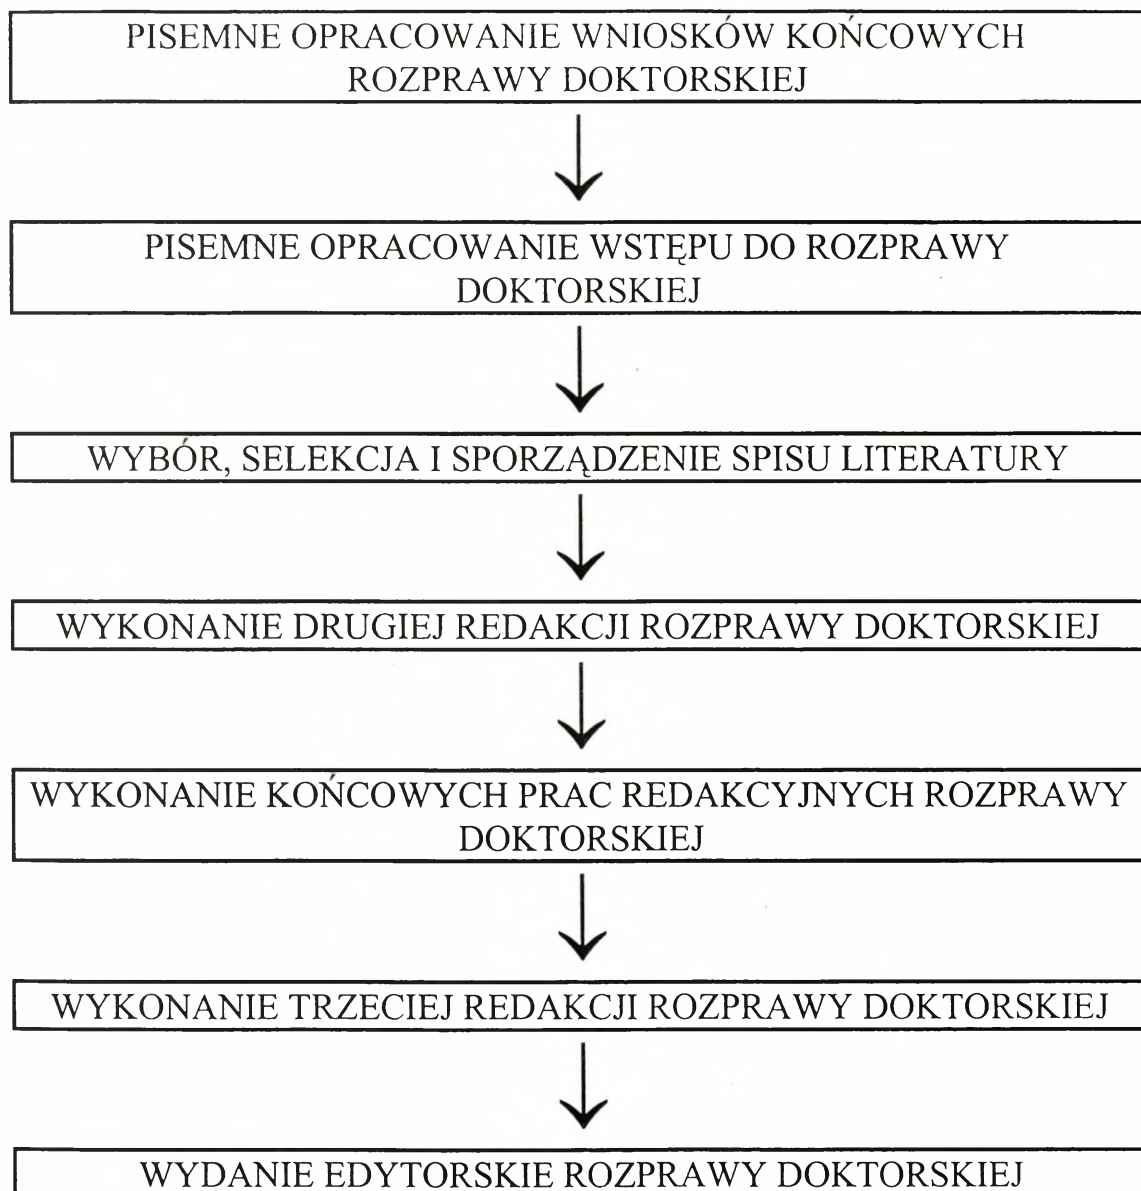 PISEMNE OPRACOWANIE WNIOSKÓW KOŃCOWYCH
ROZPRAWY DOKTORSKIEJ
PISEMNE OPRACOWANIE WSTĘPU DO ROZPRAWY
DOKTORSKIEJ
WYBÓR, SELEKCJA I SPORZĄDZENIE SPISU LITERATURY
WYKONANIE DRUGIEJ REDAKCJI ROZPRAWY DOKTORSKIEJ
WYKONANIE KOŃCOWYCH PRAC REDAKCYJNYCH ROZPRAWY
DOKTORSKIEJ
WYKONANIE TRZECIEJ REDAKCJI ROZPRAWY DOKTORSKIEJ
WYDANIE EDYTORSKIE ROZPRAWY DOKTORSKIEJ